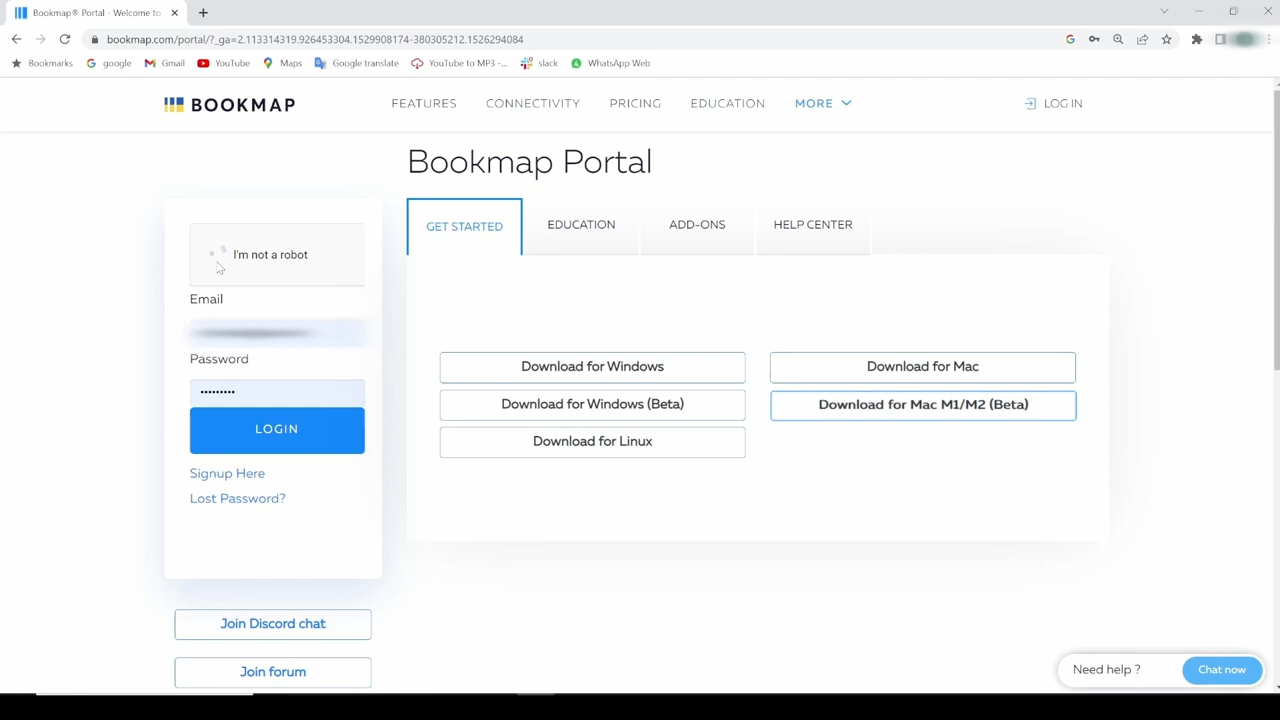 Bookmap® Portal - Welcome to
bookmap.com/portal/?_ga=2.113314319.926453304.1529908174-380305212.1526294084
Bookmarks google Gmail YouTube Maps Google translate YouTube to MP3 -... slack WhatsApp Web
BOOKMAP FEATURES CONNECTIVITY PRICING EDUCATION MORE LOG IN
Bookmap Portal
GET STARTED EDUCATION ADD-ONS HELP CENTER
I'm not a robot
Email
Password
•••••••••
LOGIN
Signup Here
Lost Password?
Download for Windows
Download for Mac
Download for Windows (Beta)
Download for Mac M1/M2 (Beta)
Download for Linux
Join Discord chat
Join forum
Need help ? Chat now